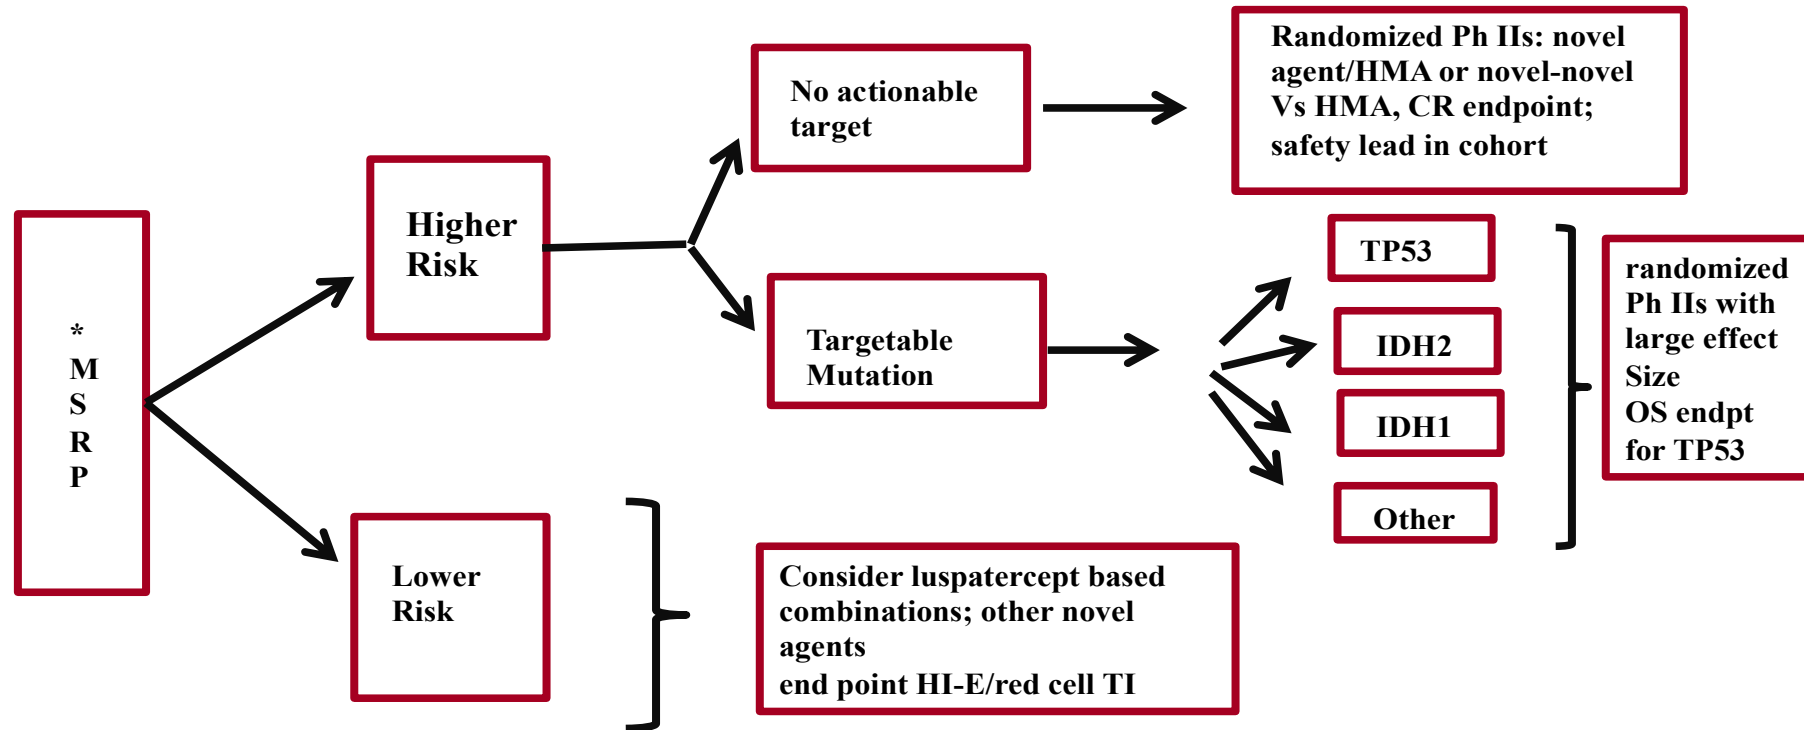 *
M
S
R
P
Higher
Risk
Lower
Risk
No actionable
target
Targetable
Mutation
Randomized Ph IIs: novel
agent/HMA or novel-novel
Vs HMA, CR endpoint;
safety lead in cohort
TP53
IDH2
IDH1
Other
randomized
Ph IIs with
large effect
Size
OS endpt
for TP53
Consider luspatercept based
combinations; other novel
agents
end point HI-E/red cell TI